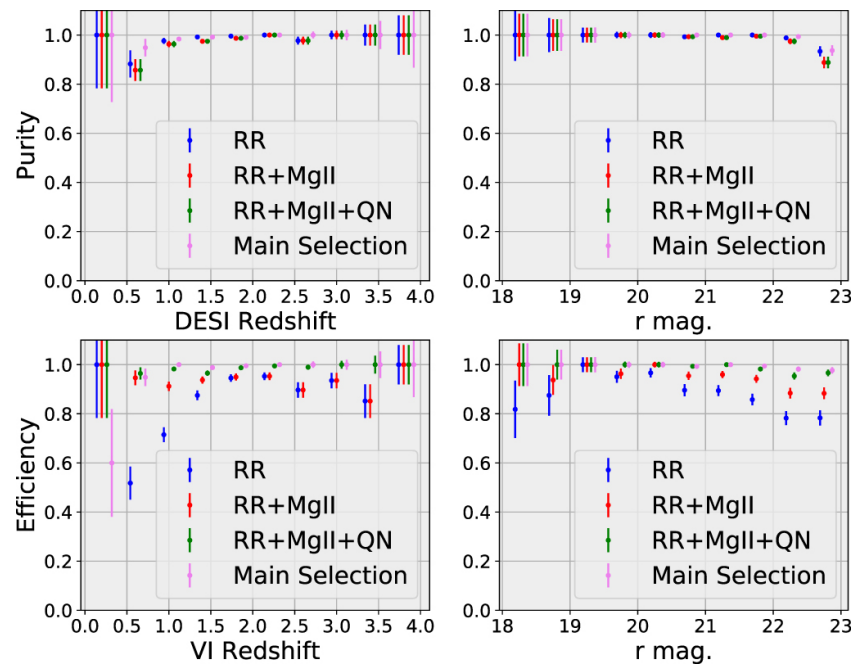 1.0
0.8
0.6
0.4
0.2
0.0
Purity
RR
RR+MgII
RR+MgII+QN
Main Selection
0.0 0.5 1.0 1.5 2.0 2.5 3.0 3.5 4.0
DESI Redshift
1.0
0.8
0.6
0.4
0.2
0.0
RR
RR+MgII
RR+MgII+QN
Main Selection
18 19 20 21 22 23
r mag.
1.0
0.8
0.6
0.4
0.2
0.0
Efficiency
RR
RR+MgII
RR+MgII+QN
Main Selection
0.0 0.5 1.0 1.5 2.0 2.5 3.0 3.5 4.0
VI Redshift
1.0
0.8
0.6
0.4
0.2
0.0
RR
RR+MgII
RR+MgII+QN
Main Selection
18 19 20 21 22 23
r mag.